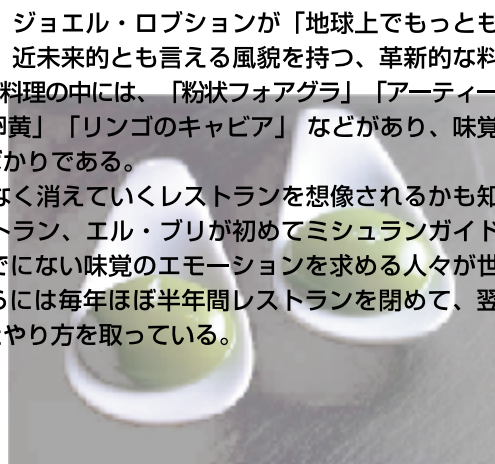 ジョエル・ロブションが「地球上でもっとも
近未来的とも言える風貌を持つ、革新的な料
料理の中には、「粉状フォアグラ」「アーティー
卵黄」「リンゴのキャビア」 などがあり、味覚
ばかりである。
なく消えていくレストランを想像されるかも知
トラン、エル・ブリが初めてミシュランガイド
でにない味覚のエモーションを求める人々が世
らには毎年ほぼ半年間レストランを閉めて、翌
やり方を取っている。